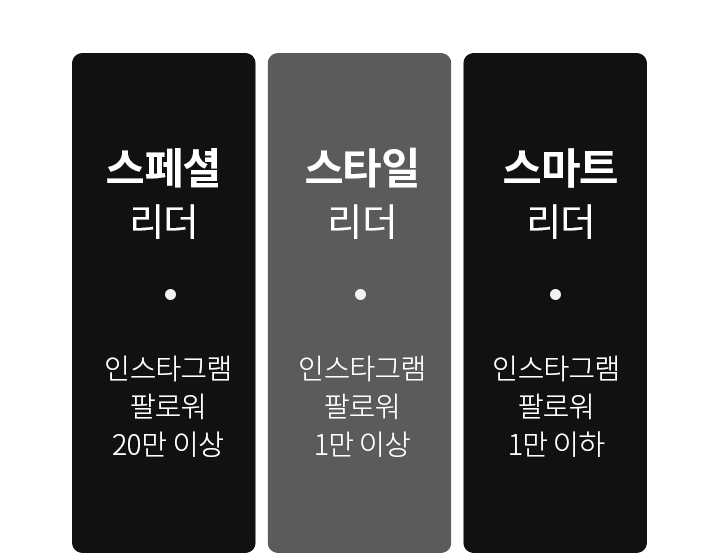 스페셜
리더
인스타그램
팔로워
20만 이상
스타일
리더
인스타그램
팔로워
1만 이상
스마트
리더
인스타그램
팔로워
1만 이하